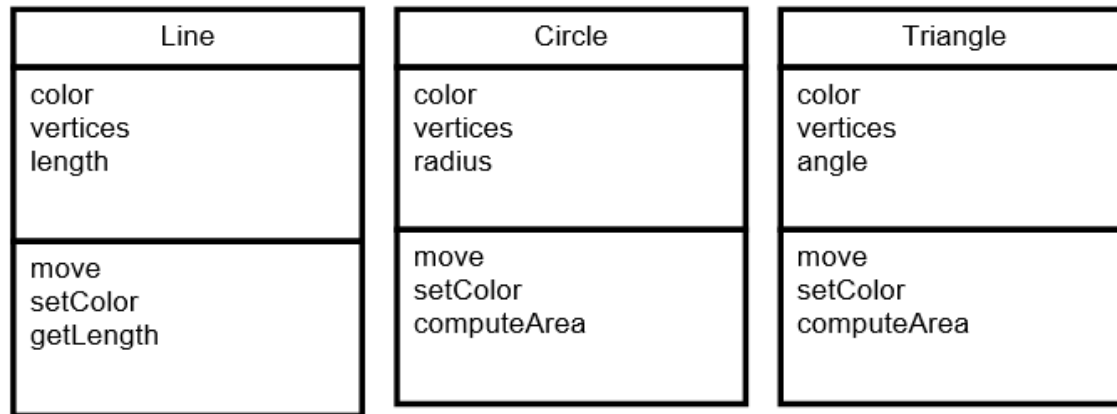 Line
color
vertices
length
move
setColor
getLength
Circle
color
vertices
radius
move
setColor
computeArea
Triangle
color
vertices
angle
move
setColor
computeArea